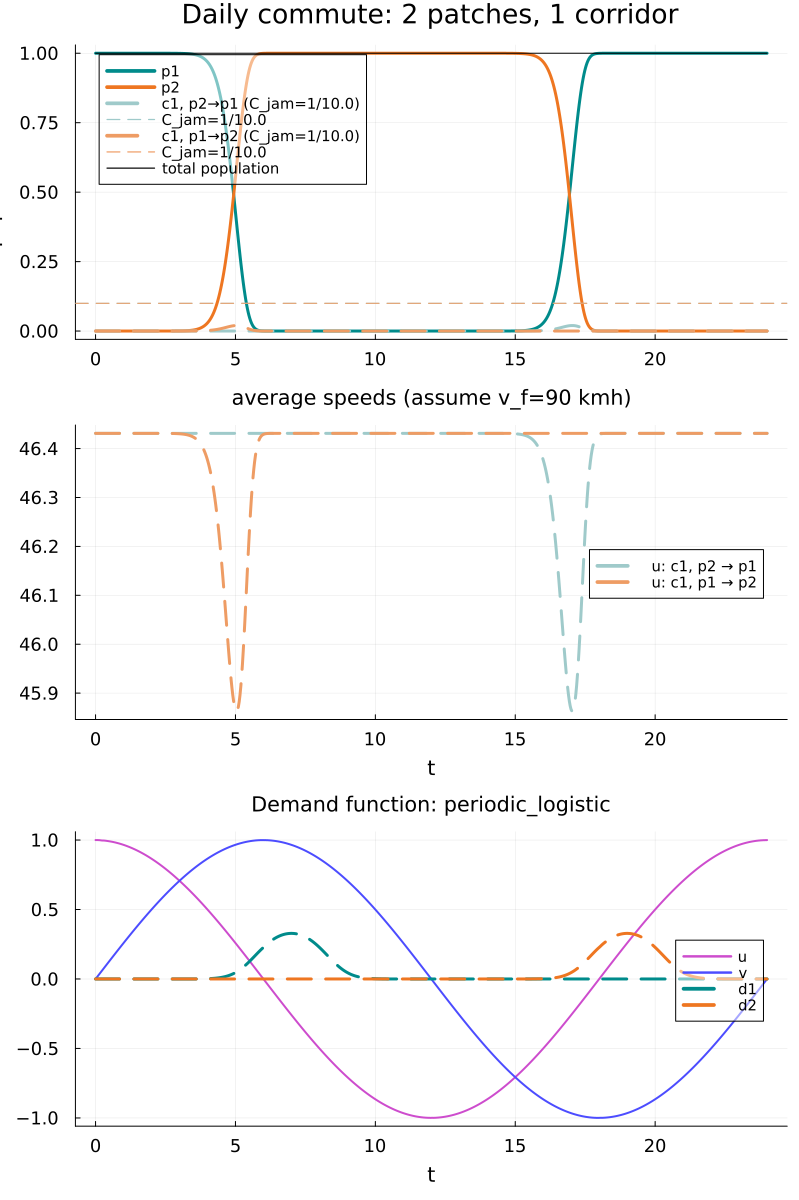 Daily commute: 2 patches, 1 corridor
1.00
0.75
0.50
0.25
0.00
p1
p2
c1, p2→p1 (C_jam=1/10.0)
C_jam=1/10.0
c1, p1→p2 (C_jam=1/10.0)
C_jam=1/10.0
total population
0 5 10 15 20
average speeds (assume v_f=90 kmh)
46.4
46.3
46.2
46.1
46.0
45.9
u: c1, p2 → p1
u: c1, p1 → p2
0 5 10 15 20
t
Demand function: periodic_logistic
1.0
0.5
0.0
−0.5
−1.0
u
v
d1
d2
0 5 10 15 20
t